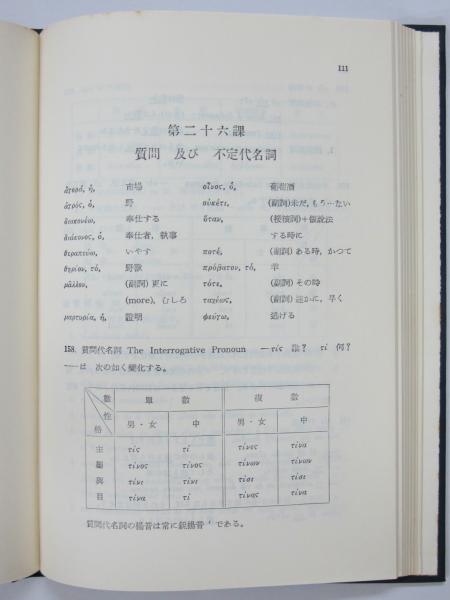 111
第二十六課
質問 及び 不定代名詞
ἀγορά, ἡ, 市場
ἀγρός, ὁ, 野
διακονέω, 奉仕する
διάκονος, ὁ, 奉仕者, 執事
θεραπεύω, いやす
θηρίον, τό, 野獣
μᾶλλον, (副詞) 更に
(more), むしろ
μαρτυρία, ἡ, 證明
οἶνος, ὁ, 葡萄酒
οὐκέτι, (副詞)未だ, もう…ない
ὅταν, (接續詞)+假說法
する時に
ποτέ, (副詞) ある時, かつて
πρόβατον, τό, 羊
τότε, (副詞) その時
ταχέως, (副詞) 速かに, 早く
φεύγω, 逃げる
158. 質問代名詞 The Interrogative Pronoun —τίς 誰? τί 何?
—は 次の如く變化する。
數 性 格 單 數 複 數
男・女 中 男・女 中
主 τίς τί τίνες τίνα
屬 τίνος τίνος τίνων τίνων
與 τίνι τίνι τίσι τίσι
目 τίνα τί τίνας τίνα
質問代名詞の揚音は常に鋭揚音 ´ である。